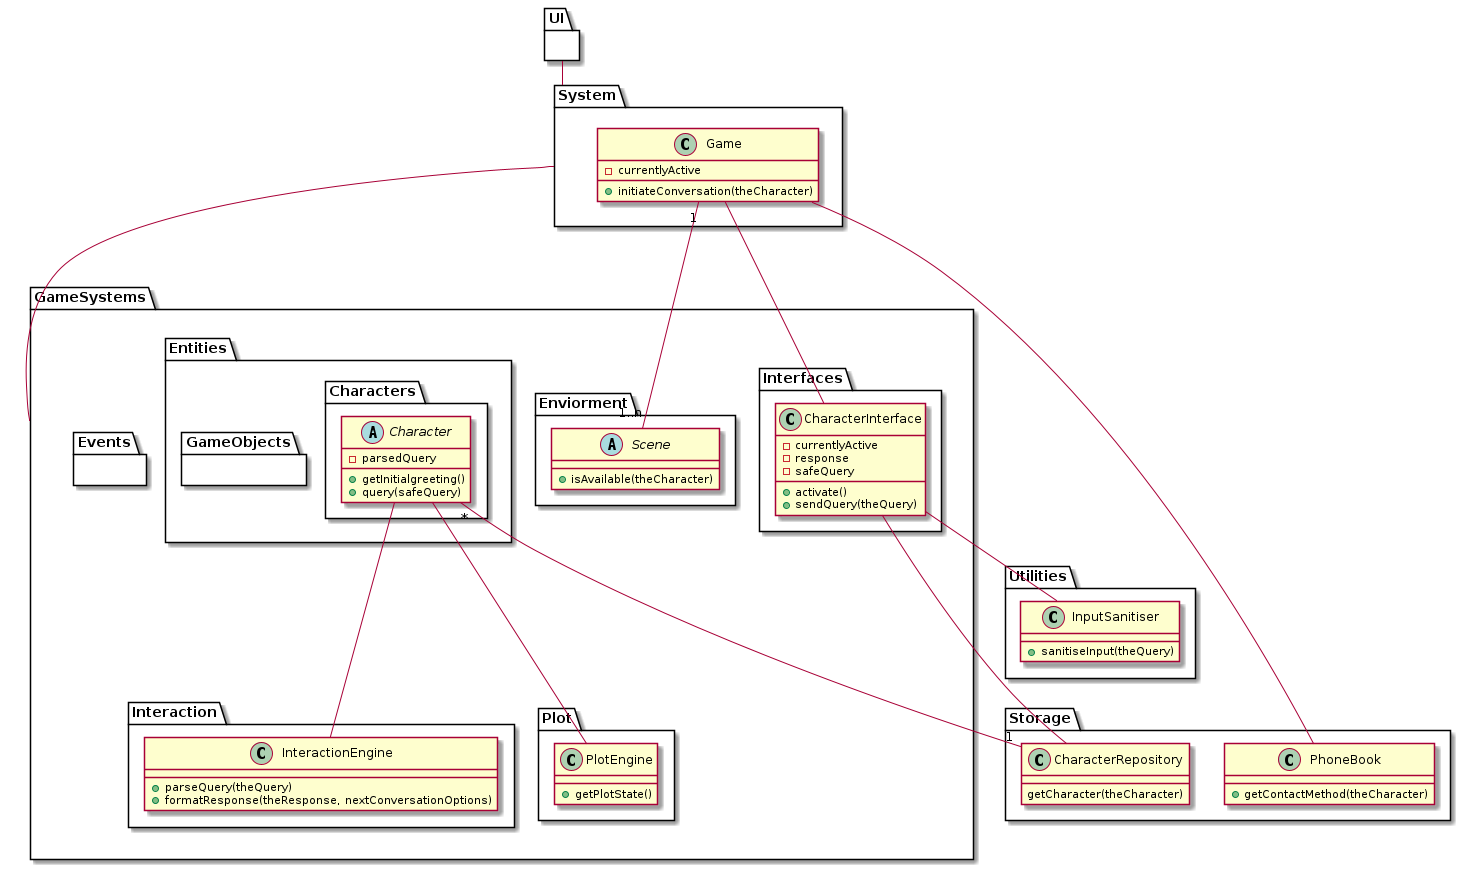 UI
System
C Game
currentlyActive
initiateConversation(theCharacter)
1
GameSystems
Entities
Characters
A Character
parsedQuery
getInitialgreeting()
query(safeQuery)
*
Events
GameObjects
Enviorment
1..n
A Scene
isAvailable(theCharacter)
Interfaces
C CharacterInterface
currentlyActive
response
safeQuery
activate()
sendQuery(theQuery)
Utilities
C InputSanitiser
sanitiseInput(theQuery)
Interaction
C InteractionEngine
parseQuery(theQuery)
formatResponse(theResponse, nextConversationOptions)
Plot
C PlotEngine
getPlotState()
Storage
1
C CharacterRepository
getCharacter(theCharacter)
C PhoneBook
getContactMethod(theCharacter)